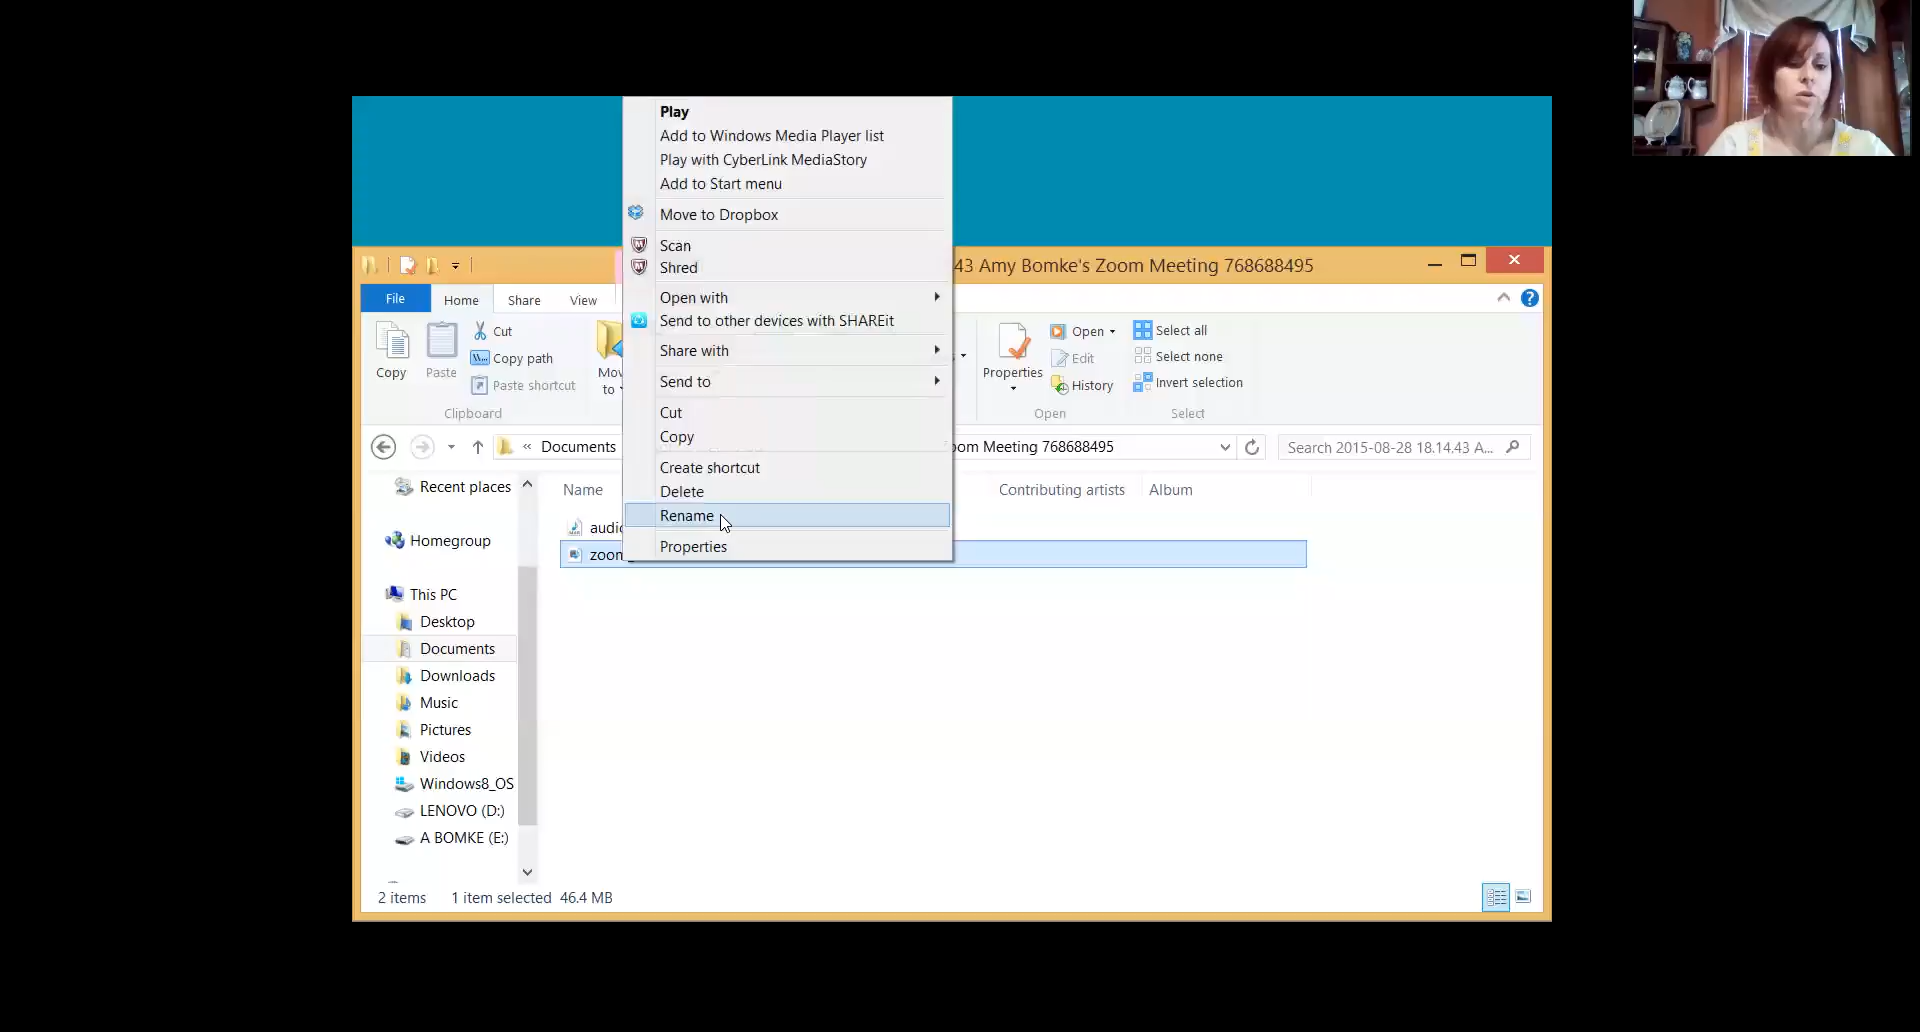 Play
Add to Windows Media Player list
Play with CyberLink MediaStory
Add to Start menu
Move to Dropbox
Scan
Shred
Open with
Send to other devices with SHAREit
Share with
Send to
Cut
Copy
Create shortcut
Delete
Rename
Properties
43 Amy Bomke's Zoom Meeting 768688495
File
Home
Share
View
Copy
Paste
Cut
Copy path
Paste shortcut
Clipboard
to
Properties
Open
Edit
History
Open
Select all
Select none
Invert selection
Select
« Documents
Meeting 768688495
Search 2015-08-28 18.14.43 A...
Name
Contributing artists
Album
Recent places
Homegroup
This PC
Desktop
Documents
Downloads
Music
Pictures
Videos
Windows8_OS
LENOVO (D:)
A BOMKE (E:)
2 items
1 item selected 46.4 MB